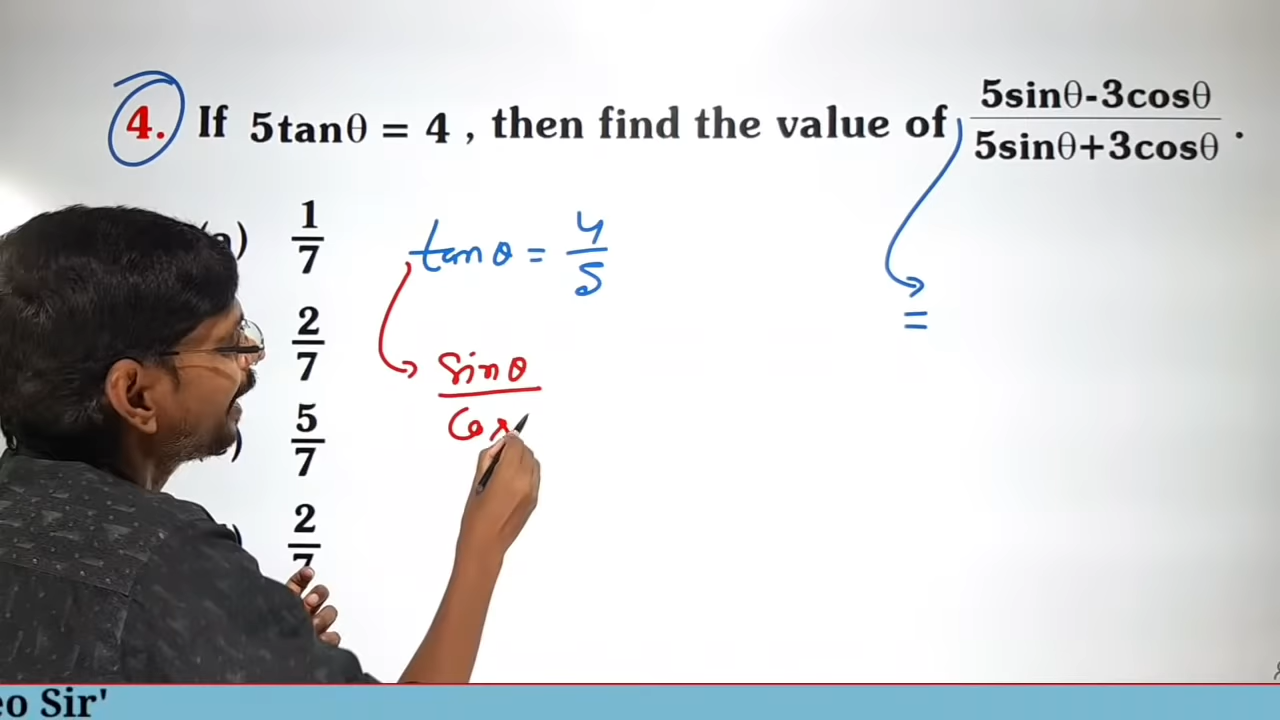 4. If 5tanθ = 4 , then find the value of 5sinθ-3cosθ / 5sinθ+3cosθ .
1/7
2/7
5/7
2/7
tanθ = 4/5
=
sinθ
Cos
eo Sir'